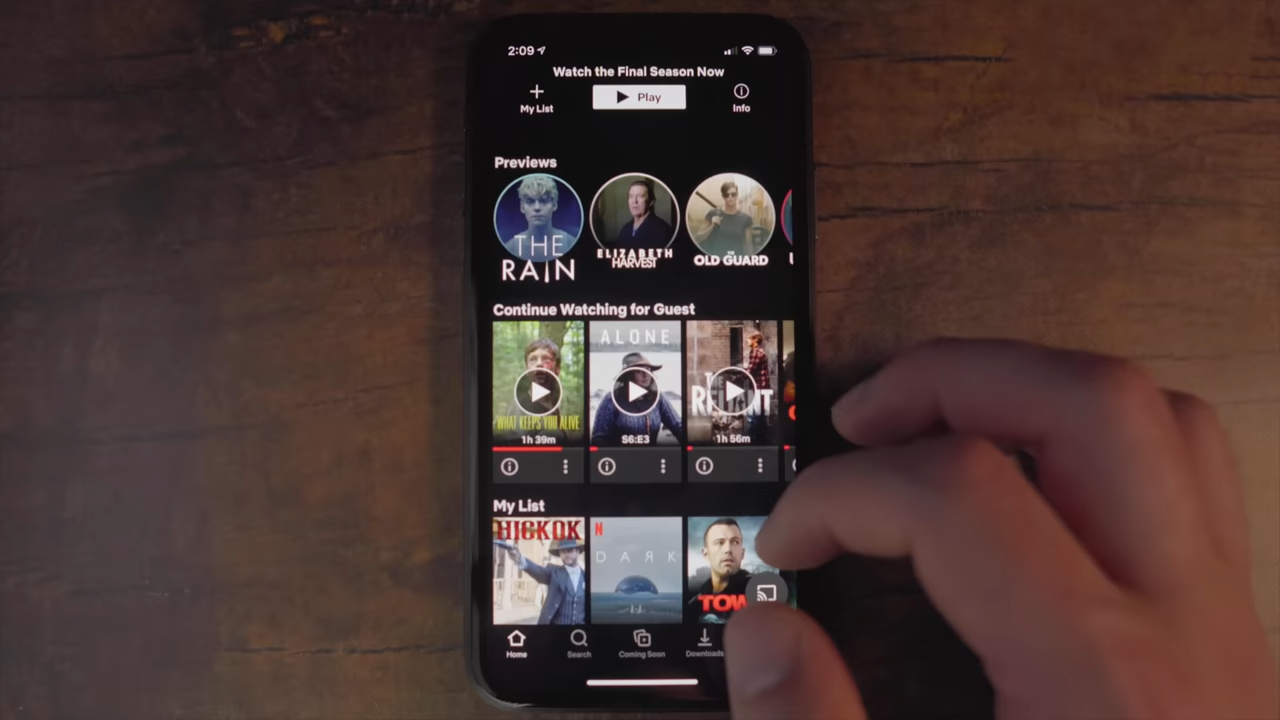 2:09
Watch the Final Season Now
My List
Play
Info
Previews
THE RAIN
ELIZABETH HARVEST
OLD GUARD
Continue Watching for Guest
WHAT KEEPS YOU ALIVE
1h 39m
ALONE
S6:E3
RELIANT
1h 56m
My List
HICKOK
N
DARK
TOW
Home
Search
Coming Soon
Downloads